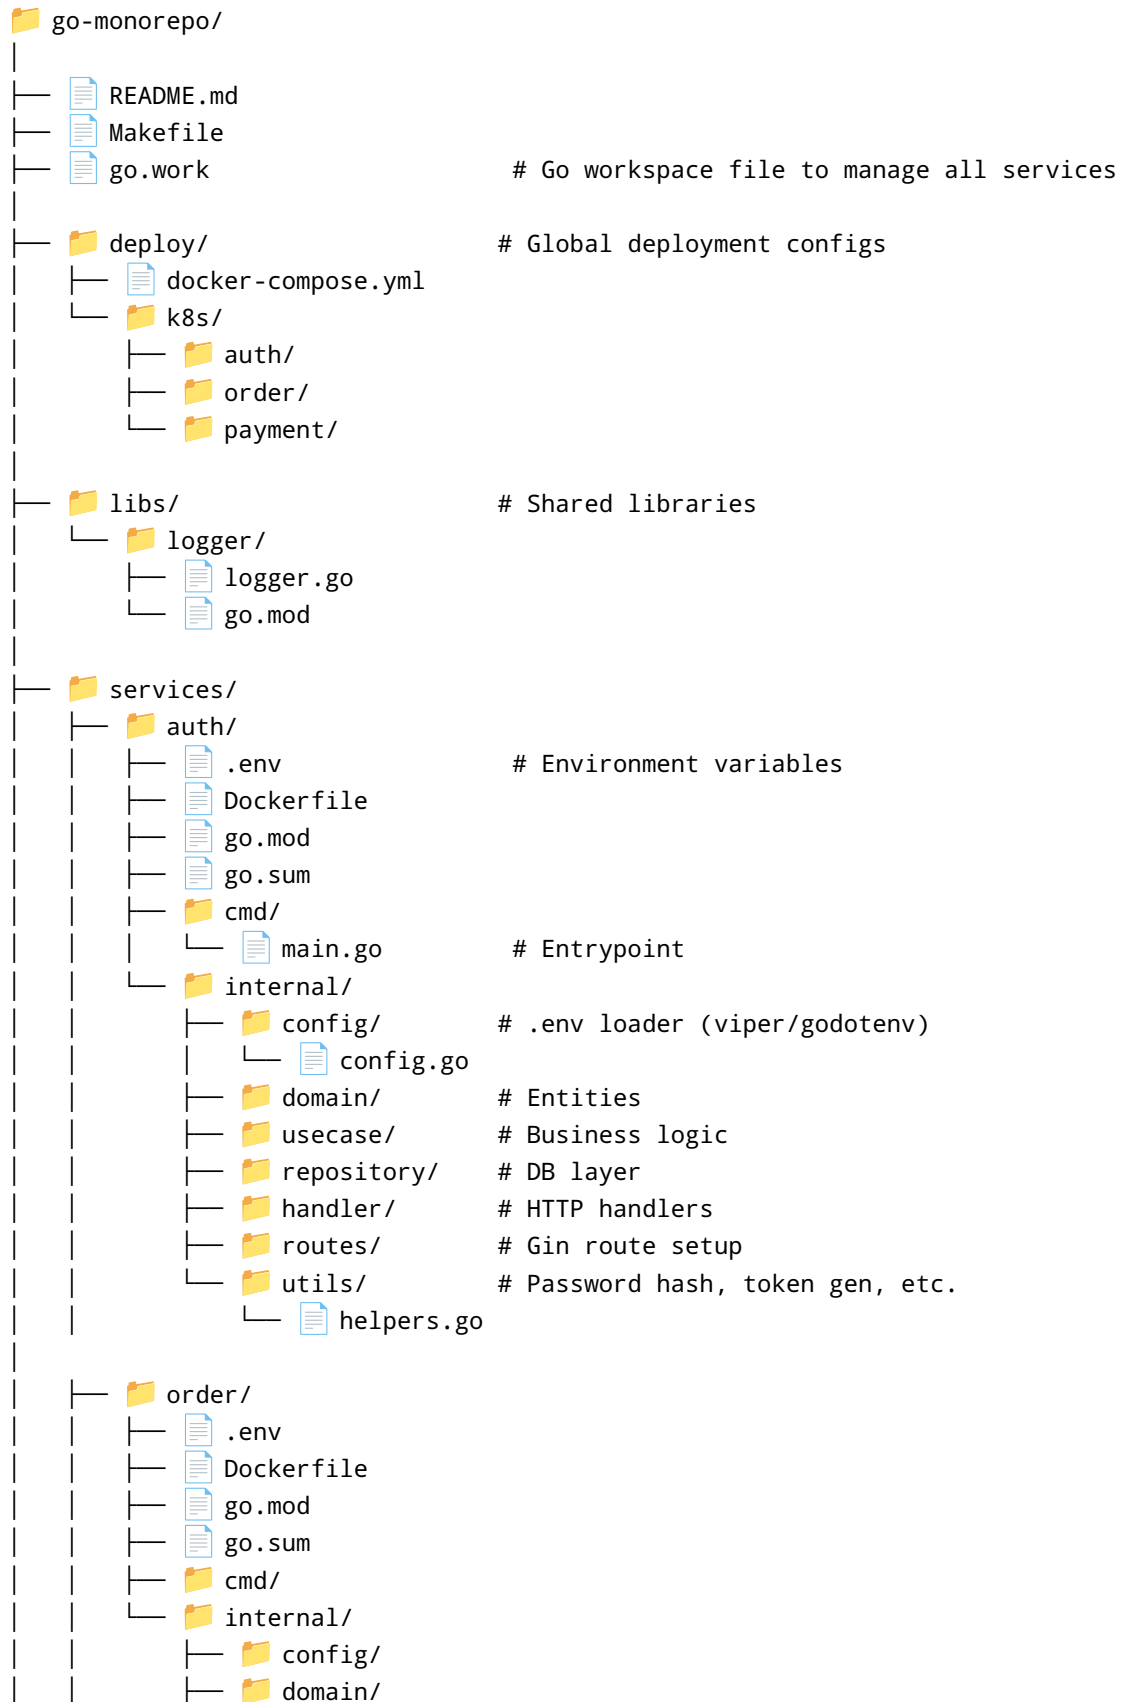 go-monorepo/
│
├── README.md
├── Makefile
├── go.work # Go workspace file to manage all services
│
├── deploy/ # Global deployment configs
│   ├── docker-compose.yml
│   └── k8s/
│       ├── auth/
│       ├── order/
│       └── payment/
│
├── libs/ # Shared libraries
│   └── logger/
│       ├── logger.go
│       └── go.mod
│
├── services/
│   ├── auth/
│   │   ├── .env # Environment variables
│   │   ├── Dockerfile
│   │   ├── go.mod
│   │   ├── go.sum
│   │   ├── cmd/
│   │   │   └── main.go # Entrypoint
│   │   └── internal/
│   │       ├── config/ # .env loader (viper/godotenv)
│   │       │   └── config.go
│   │       ├── domain/ # Entities
│   │       ├── usecase/ # Business logic
│   │       ├── repository/ # DB layer
│   │       ├── handler/ # HTTP handlers
│   │       ├── routes/ # Gin route setup
│   │       └── utils/ # Password hash, token gen, etc.
│   │           └── helpers.go
│
│   ├── order/
│   │   ├── .env
│   │   ├── Dockerfile
│   │   ├── go.mod
│   │   ├── go.sum
│   │   ├── cmd/
│   │   └── internal/
│   │       ├── config/
│   │       ├── domain/